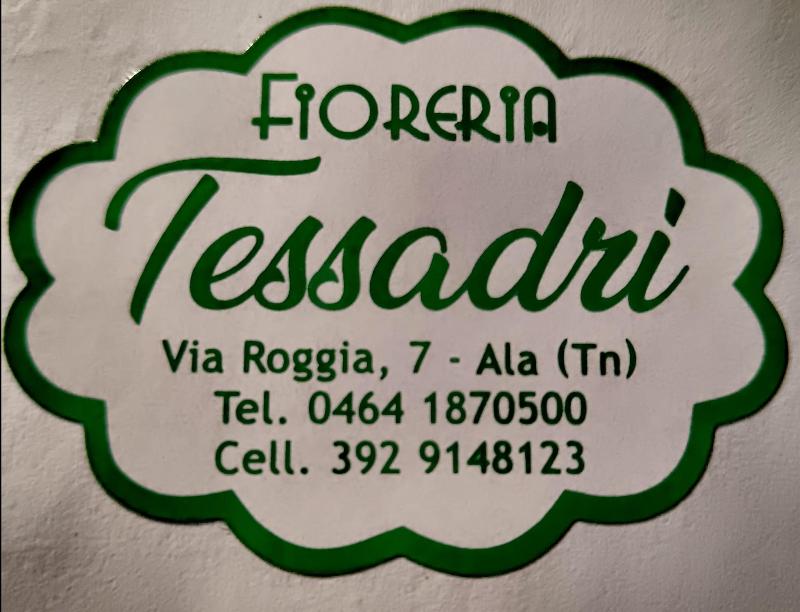 FIORERIA
Tessadri
Via Roggia, 7 - Ala (Tn)
Tel. 0464 1870500
Cell. 392 9148123